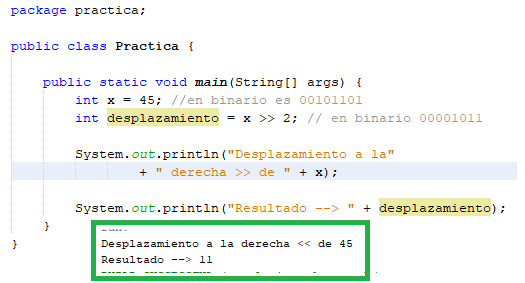 package practica;
public class Practica {
public static void main(String[] args) {
int x = 45; //en binario es 00101101
int desplazamiento = x >> 2; // en binario 00001011
System.out.println("Desplazamiento a la"
+ " derecha >> de " + x);
System.out.println("Resultado --> " + desplazamiento);
}
}
Desplazamiento a la derecha << de 45
Resultado --> 11